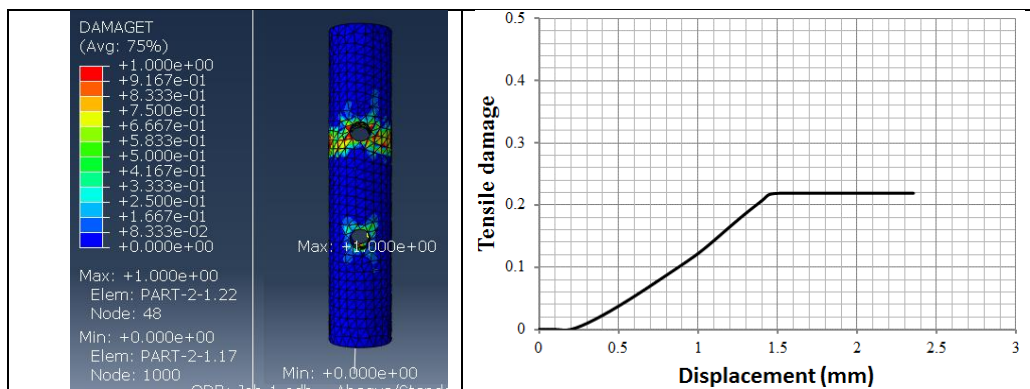 DAMAGET
(Avg: 75%)
+1.000e+00
+9.167e-01
+8.333e-01
+7.500e-01
+6.667e-01
+5.833e-01
+5.000e-01
+4.167e-01
+3.333e-01
+2.500e-01
+1.667e-01
+8.333e-02
+0.000e+00
Max: +1.000e+00
Elem: PART-2-1.22
Node: 48
Min: +0.000e+00
Elem: PART-2-1.17
Node: 1000
Max: +1.000e+00
Min: +0.000e+00
Tensile damage
0.5
0.4
0.3
0.2
0.1
0
0
0.5
1
1.5
2
2.5
3
Displacement (mm)